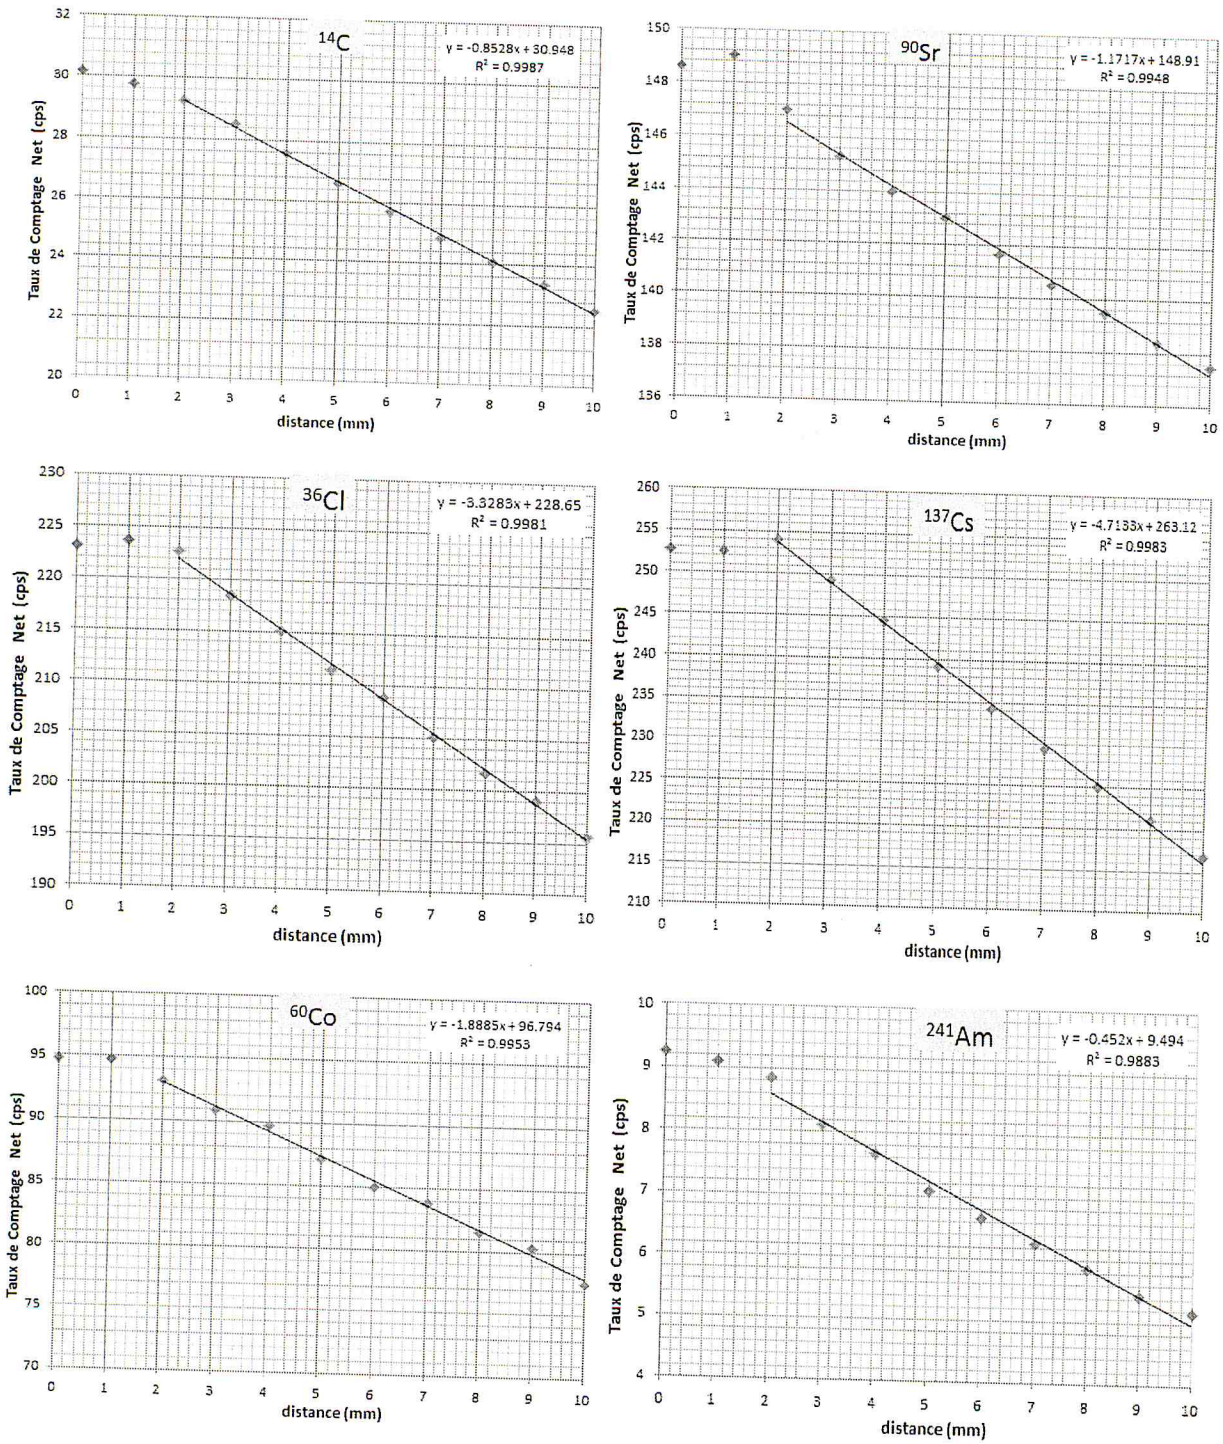 14C
y = -0.8528x + 30.948
R² = 0.9987
Taux de Comptage Net (cps)
32
30
28
26
24
22
20
0 1 2 3 4 5 6 7 8 9 10
distance (mm)
90Sr
y = -1.1717x + 148.91
R² = 0.9948
Taux de Comptage Net (cps)
150
148
146
144
142
140
138
136
0 1 2 3 4 5 6 7 8 9 10
distance (mm)
36Cl
y = -3.3283x + 228.65
R² = 0.9981
Taux de Comptage Net (cps)
230
225
220
215
210
205
200
195
190
0 1 2 3 4 5 6 7 8 9 10
distance (mm)
137Cs
y = -4.7133x + 263.12
R² = 0.9983
Taux de Comptage Net (cps)
260
255
250
245
240
235
230
225
220
215
210
0 1 2 3 4 5 6 7 8 9 10
distance (mm)
60Co
y = -1.8885x + 96.794
R² = 0.9953
Taux de Comptage Net (cps)
100
95
90
85
80
75
70
0 1 2 3 4 5 6 7 8 9 10
distance (mm)
241Am
y = -0.452x + 9.494
R² = 0.9883
Taux de Comptage Net (cps)
10
9
8
7
6
5
4
0 1 2 3 4 5 6 7 8 9 10
distance (mm)